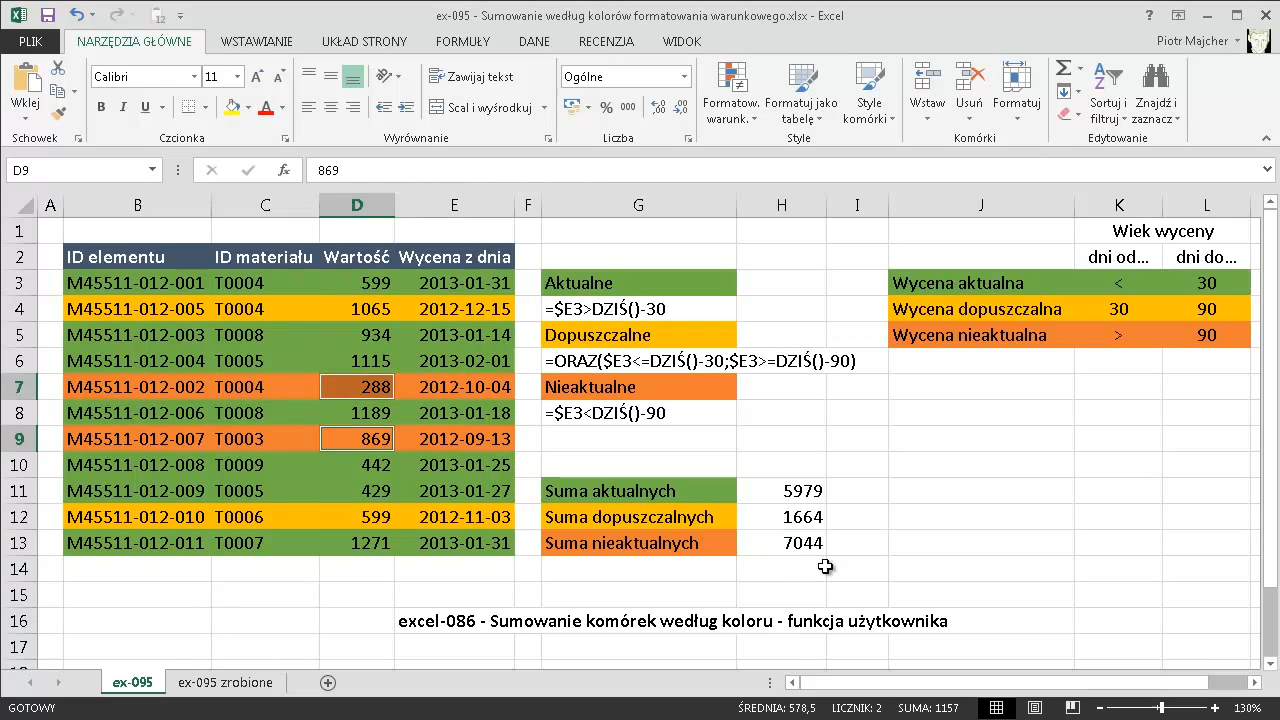 ex-095 - Sumowanie według kolorów formatowania warunkowego.xlsx - Excel
12
PLIK NARZĘDZIA GŁÓWNE WSTAWIANIE UKŁAD STRONY FORMUŁY DANE RECENZJA WIDOK Piotr Majcher
Calibri 11 Zawijaj tekst Ogólne
Wklej B I U A Scal i wyśrodkuj % 000 Formatow. warunk. Formatuj jako tabelę Style komórki Wstaw Usuń Formatuj Sortuj i filtruj Znajdź i zaznacz
Schowek Czcionka Wyrównanie Liczba Style Komórki Edytowanie
D9 fx 869
A B C D E F G H I J K L
1 Wiek wyceny
2 ID elementu ID materiału Wartość Wycena z dnia dni od... dni do...
3 M45511-012-001 T0004 599 2013-01-31 Aktualne Wycena aktualna < 30
4 M45511-012-005 T0004 1065 2012-12-15 =$E3>DZIŚ()-30 Wycena dopuszczalna 30 90
5 M45511-012-003 T0008 934 2013-01-14 Dopuszczalne Wycena nieaktualna > 90
6 M45511-012-004 T0005 1115 2013-02-01 =ORAZ($E3<=DZIŚ()-30;$E3>=DZIŚ()-90)
7 M45511-012-002 T0004 288 2012-10-04 Nieaktualne
8 M45511-012-006 T0008 1189 2013-01-18 =$E3<DZIŚ()-90
9 M45511-012-007 T0003 869 2012-09-13
10 M45511-012-008 T0009 442 2013-01-25
11 M45511-012-009 T0005 429 2013-01-27 Suma aktualnych 5979
12 M45511-012-010 T0006 599 2012-11-03 Suma dopuszczalnych 1664
13 M45511-012-011 T0007 1271 2013-01-31 Suma nieaktualnych 7044
14
15
16 excel-086 - Sumowanie komórek według koloru - funkcja użytkownika
17
ex-095 ex-095 zrobione
GOTOWY ŚREDNIA: 578,5 LICZNIK: 2 SUMA: 1157 130%